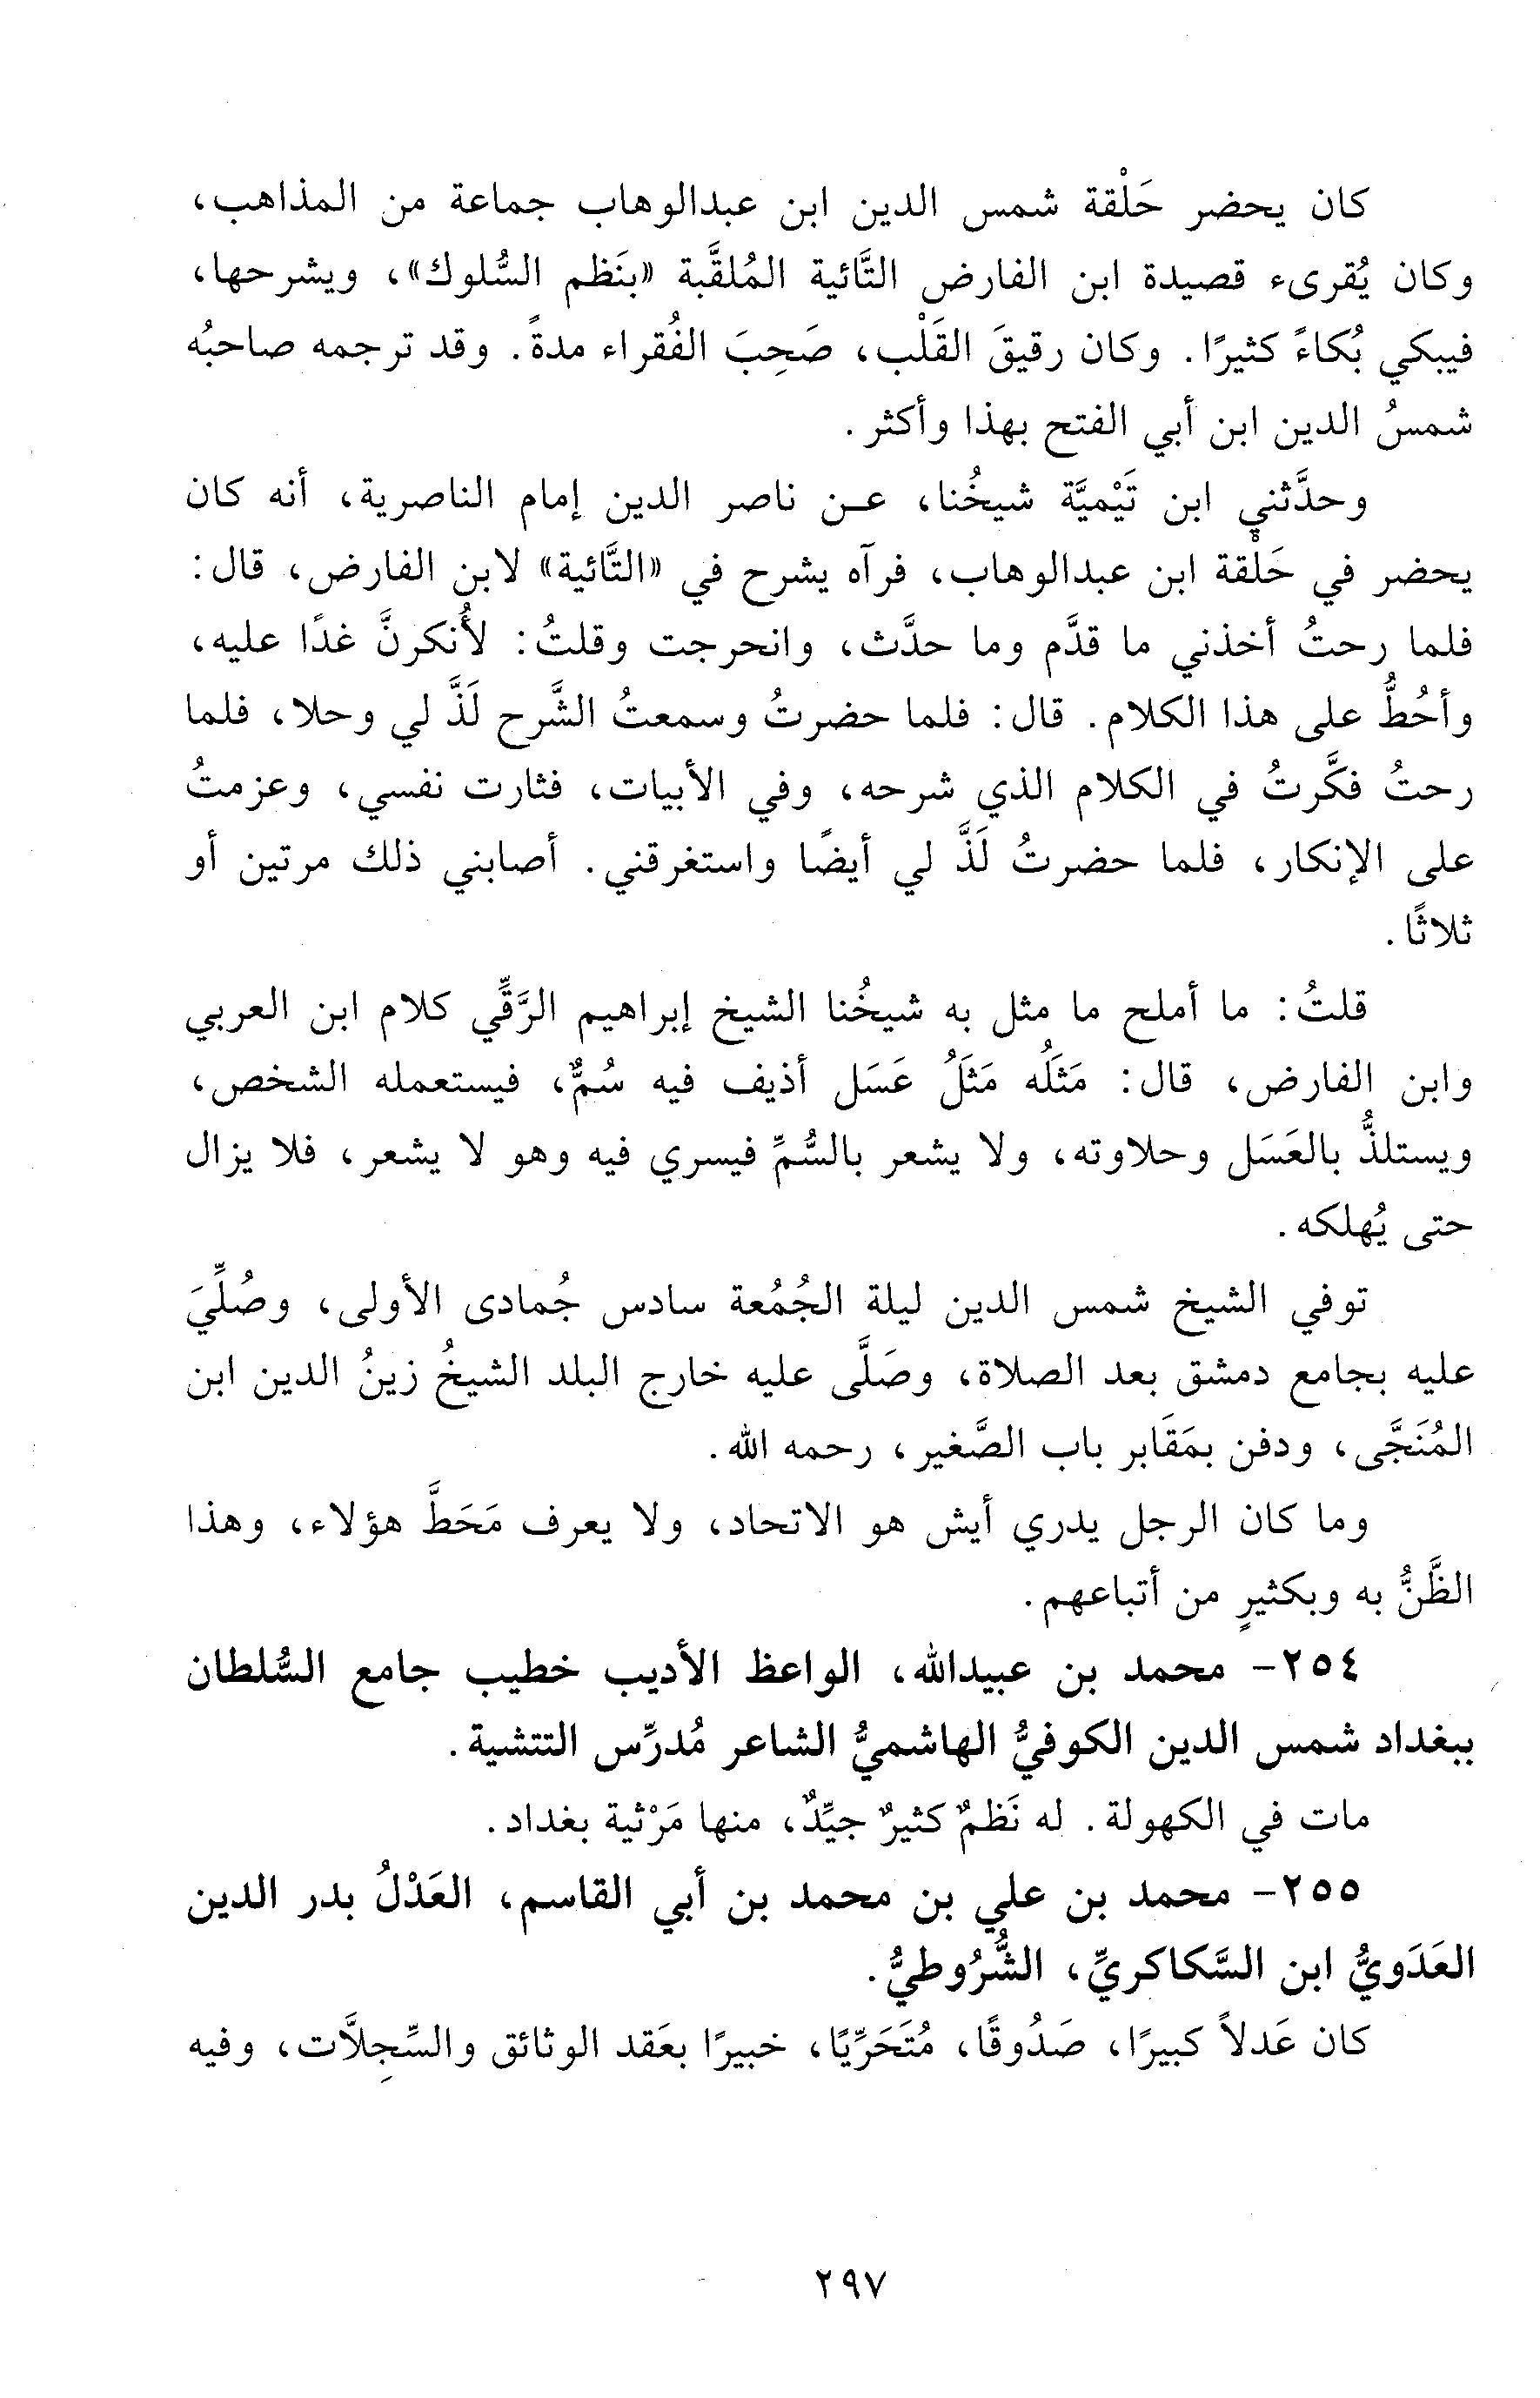 كان يحضر حَلْقة شمس الدين ابن عبدالوهاب جماعة من المذاهب،
وكان يُقرىء قصيدة ابن الفارض التَّائية المُلقَّبة «بنَظم السُّلوك»، ويشرحها،
فيبكي بُكاءً كثيرًا. وكان رقيقَ القَلْب، صَحِبَ الفُقراء مدةً. وقد ترجمه صاحبُه
شمسُ الدين ابن أبي الفتح بهذا وأكثر.
وحدَّثني ابن تَيْميَّة شيخُنا، عن ناصر الدين إمام الناصرية، أنه كان
يحضر في حَلْقة ابن عبدالوهاب، فرآه يشرح في «التَّائية» لابن الفارض، قال:
فلما رحتُ أخذني ما قدَّم وما حدَّث، وانحرجت وقلتُ: لأُنكرنَّ غدًا عليه،
وأحُطُّ على هذا الكلام. قال: فلما حضرتُ وسمعتُ الشَّرح لَذَّ لي وحلا، فلما
رحتُ فكَّرتُ في الكلام الذي شرحه، وفي الأبيات، فثارت نفسي، وعزمتُ
على الإنكار، فلما حضرتُ لَذَّ لي أيضًا واستغرقني. أصابني ذلك مرتين أو
ثلاثًا.
قلتُ: ما أملح ما مثل به شيخُنا الشيخ إبراهيم الرَّقِّي كلام ابن العربي
وابن الفارض، قال: مَثَلُه مَثَلُ عَسَل أذيف فيه سُمٌّ، فيستعمله الشخص،
ويستلذُّ بالعَسَل وحلاوته، ولا يشعر بالسُّمِّ فيسري فيه وهو لا يشعر، فلا يزال
حتى يُهلكه.
توفي الشيخ شمس الدين ليلة الجُمُعة سادس جُمادى الأولى، وصُلِّيَ
عليه بجامع دمشق بعد الصلاة، وصَلَّى عليه خارج البلد الشيخُ زينُ الدين ابن
المُنَجَّى، ودفن بمَقَابر باب الصَّغير، رحمه الله.
وما كان الرجل يدري أيش هو الاتحاد، ولا يعرف مَحَطَّ هؤلاء، وهذا
الظَّنُّ به وبكثيرٍ من أتباعهم.
٢٥٤- محمد بن عبيدالله، الواعظ الأديب خطيب جامع السُّلطان
ببغداد شمس الدين الكوفيُّ الهاشميُّ الشاعر مُدرِّس التتشية.
مات في الكهولة. له نَظمٌ كثيرٌ جيِّدٌ، منها مَرْثية بغداد.
٢٥٥- محمد بن علي بن محمد بن أبي القاسم، العَدْلُ بدر الدين
العَدَويُّ ابن السَّكاكريِّ، الشُّرُوطيُّ.
كان عَدلاً كبيرًا، صَدُوقًا، مُتَحَرِّيًا، خبيرًا بعَقد الوثائق والسِّجِلاَّت، وفيه
٢٩٧